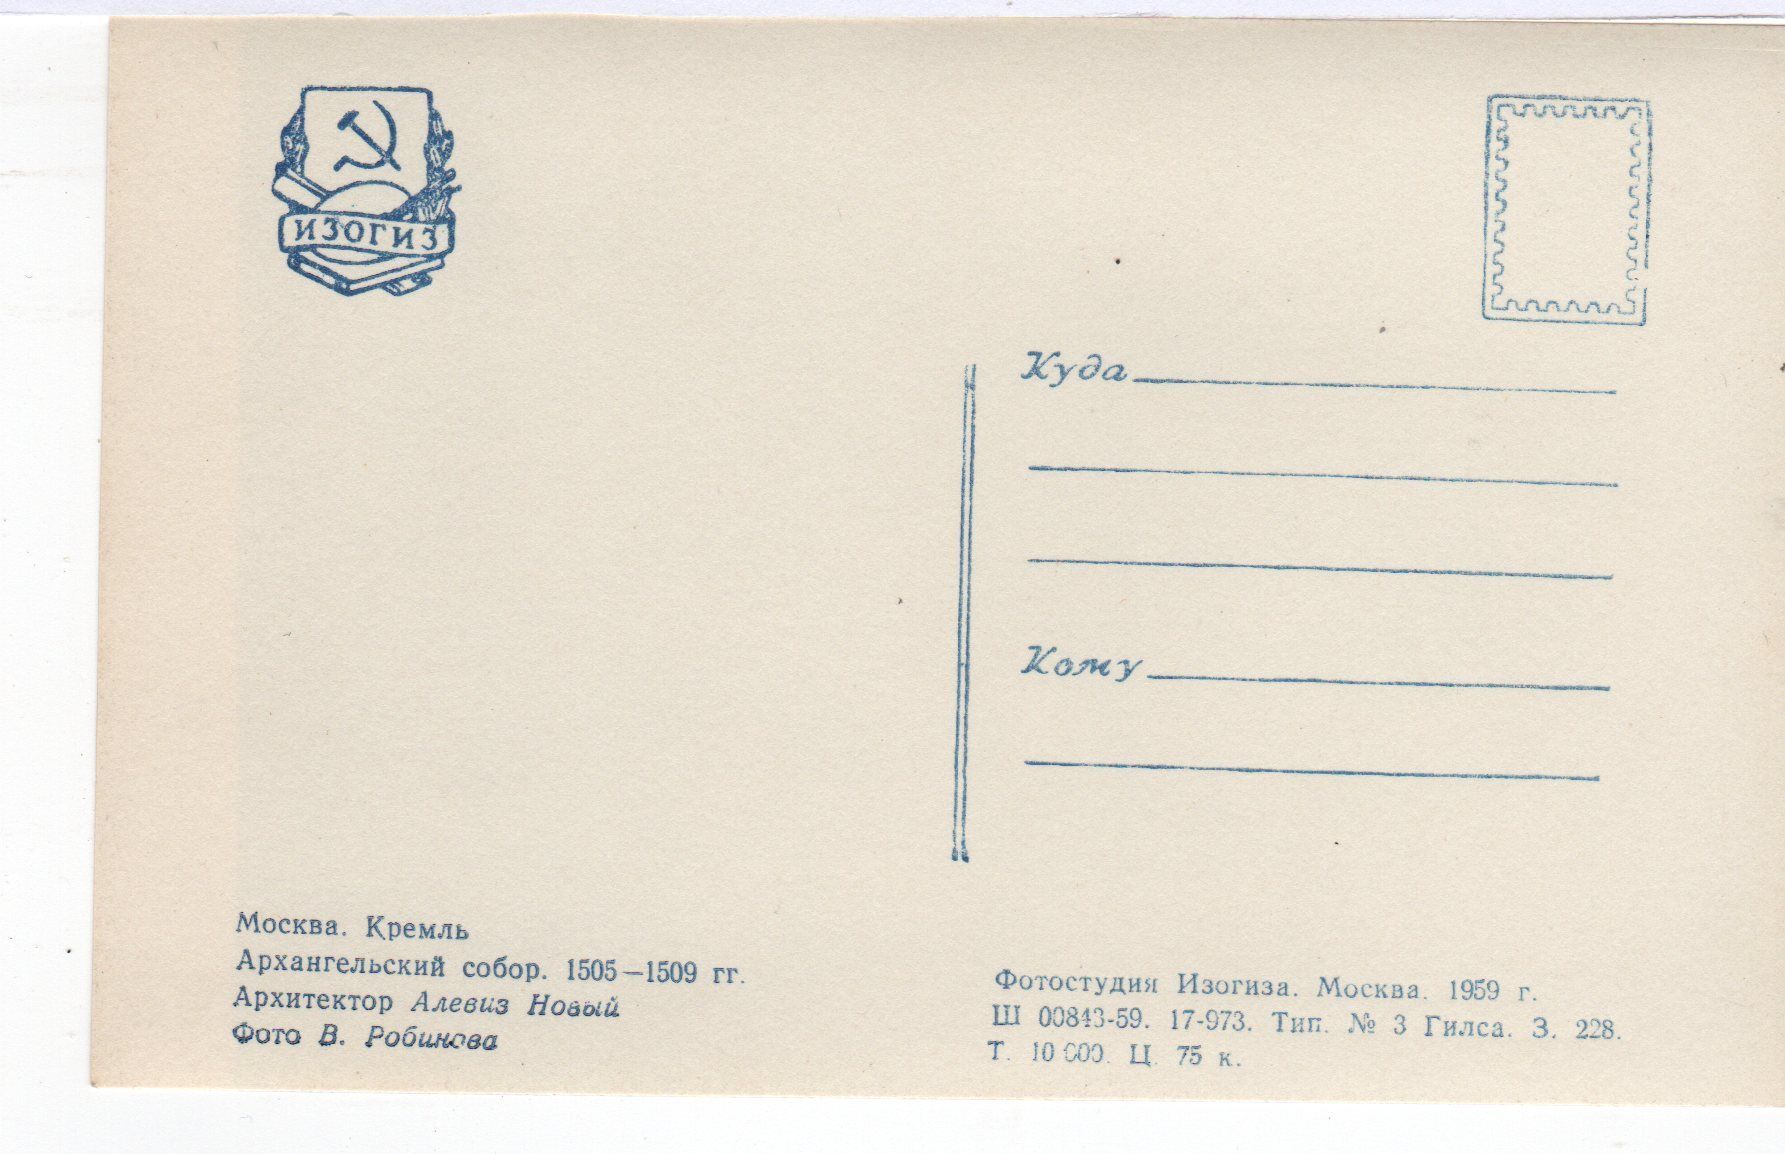 ИЗОГИЗ
Куда
Кому
Москва. Кремль
Архангельский собор. 1505—1509 гг.
Архитектор Алевиз Новый
Фото В. Робинова
Фотостудия Изогиза. Москва. 1959 г.
Ш 00843-59. 17-973. Тип. № 3 Гилса. З. 228.
Т. 10 000. Ц. 75 к.